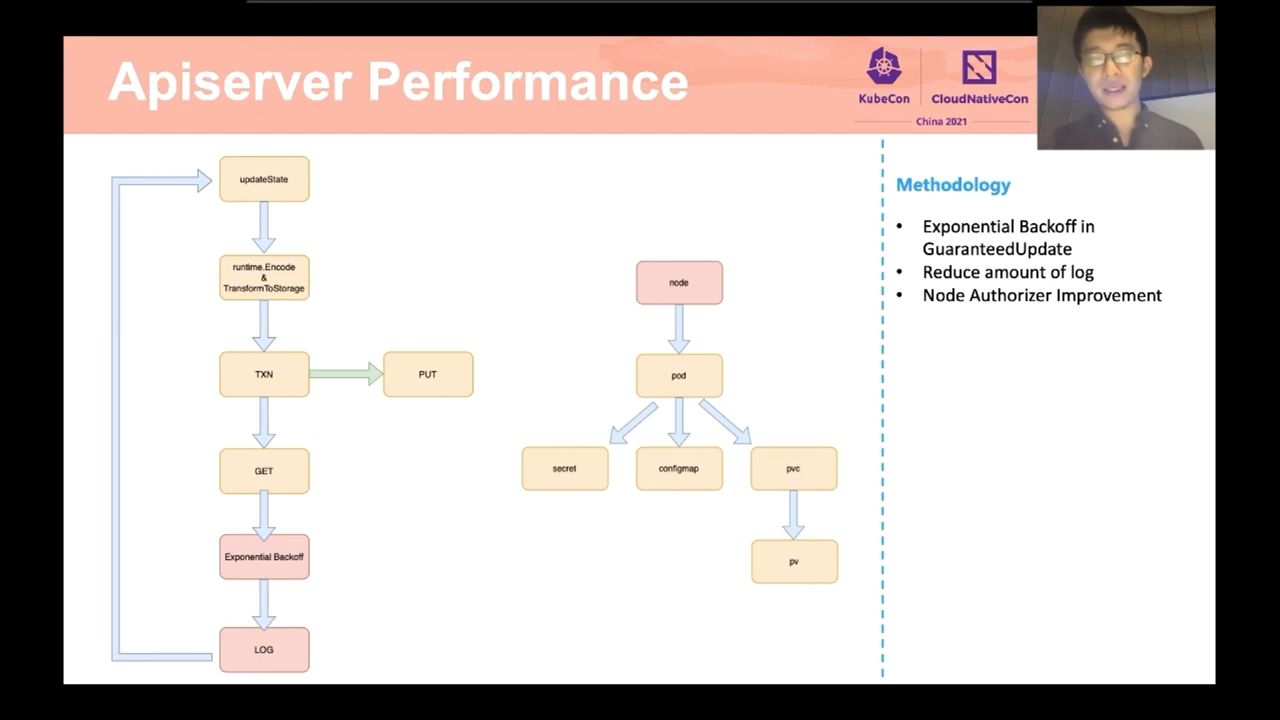 Apiserver Performance
KubeCon
CloudNativeCon
China 2021
updateState
runtime.Encode
&
TransformToStorage
TXN
PUT
GET
Exponential Backoff
LOG
node
pod
secret
configmap
pvc
pv
Methodology
• Exponential Backoff in
GuaranteedUpdate
• Reduce amount of log
• Node Authorizer Improvement